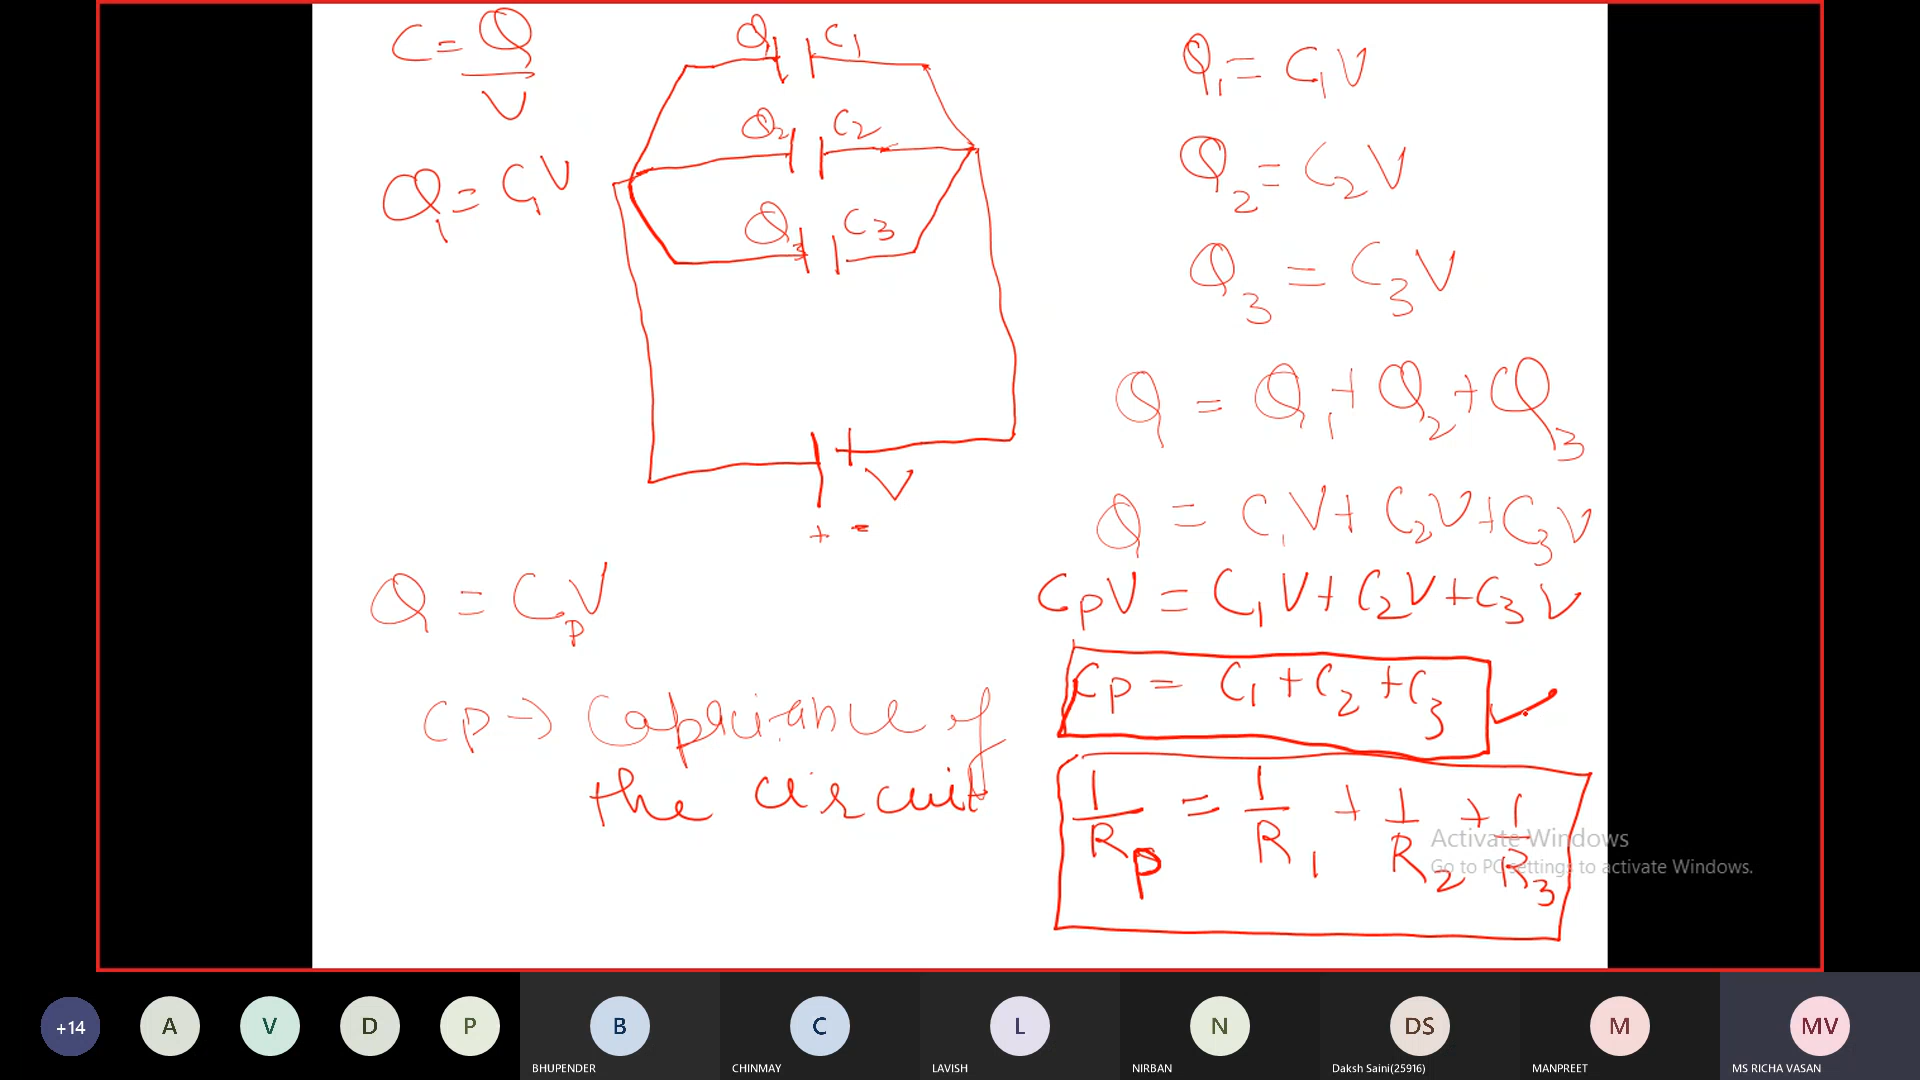 C = Q/V
Q₁ = C₁V
Q₁ C₁
Q₂ C₂
Q₃ C₃
V
+ -
Q = CpV
Cp → Capacitance of
the circuit
Q₁ = C₁V
Q₂ = C₂V
Q₃ = C₃V
Q = Q₁ + Q₂ + Q₃
Q = C₁V + C₂V + C₃V
CpV = C₁V + C₂V + C₃V
Cp = C₁ + C₂ + C₃
1/Rp = 1/R₁ + 1/R₂ + 1/R₃
Activate Windows
Go to PC settings to activate Windows.
+14 A V D P B C L N DS M MV
BHUPENDER CHINMAY LAVISH NIRBAN Daksh Saini(25916) MANPREET MS RICHA VASAN